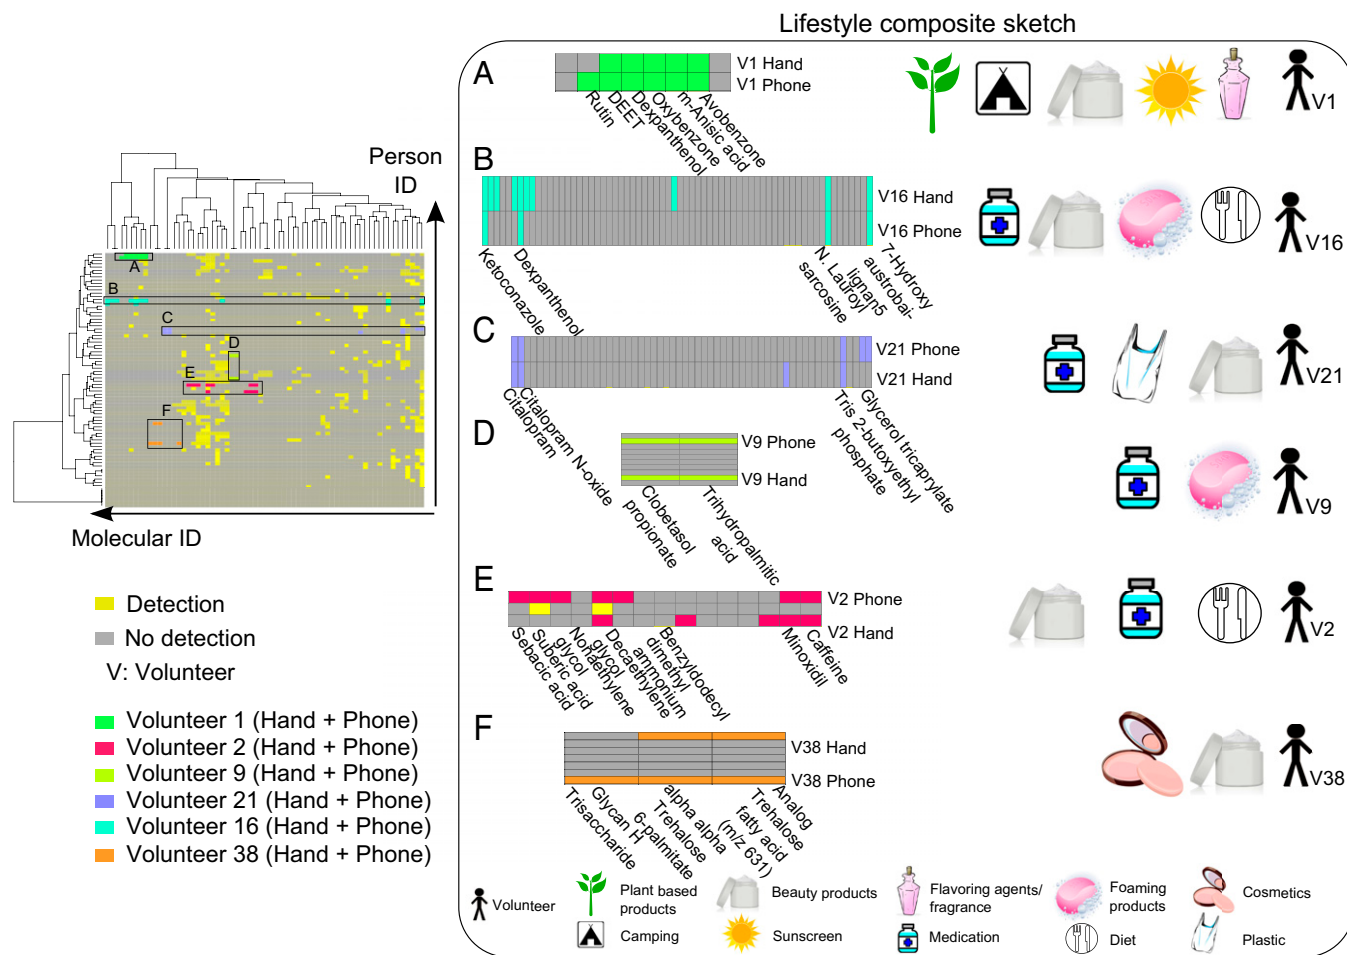 Lifestyle composite sketch
Person
ID
A
B
C
D
E
F
Molecular ID
Detection
No detection
V: Volunteer
Volunteer 1 (Hand + Phone)
Volunteer 2 (Hand + Phone)
Volunteer 9 (Hand + Phone)
Volunteer 21 (Hand + Phone)
Volunteer 16 (Hand + Phone)
Volunteer 38 (Hand + Phone)
A
V1 Hand
V1 Phone
Rutin
DEET
Dexpanthenol
Oxybenzone
m-Anisic acid
Avobenzone
V1
B
V16 Hand
V16 Phone
Ketoconazole
Dexpanthenol
N. Lauroyl
sarcosine
7-Hydroxy
austrobai-
lignan5
V16
C
V21 Phone
V21 Hand
Citalopram
Citalopram N-oxide
Tris 2-butoxyethyl
phosphate
Glycerol tricaprylate
V21
D
V9 Phone
V9 Hand
Clobetasol
propionate
Trihydropalmitic
acid
V9
E
V2 Phone
V2 Hand
Sebacic acid
Suberic acid
Nonaethylene
glycol
Decaethylene
glycol
Benzyldodecyl
dimethyl
ammonium
Minoxidil
Caffeine
V2
F
V38 Hand
V38 Phone
Trisaccharide
Glycan H
alpha alpha
Trehalose
6-palmitate
Analog
Trehalose
fatty acid
(m/z 631)
V38
Volunteer
Plant based
products
Beauty products
Flavoring agents/
fragrance
Foaming
products
Cosmetics
Camping
Sunscreen
Medication
Diet
Plastic